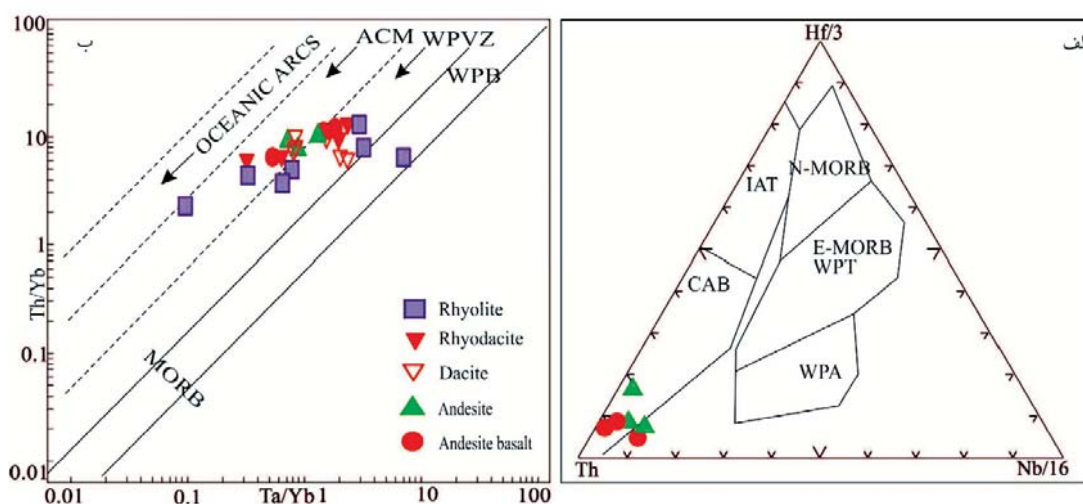 ب
100
10
1
0.1
0.01
Th/Yb
OCEANIC ARCS
ACM
WPVZ
WPB
MORB
Rhyolite
Rhyodacite
Dacite
Andesite
Andesite basalt
0.01
0.1
Ta/Yb
1
10
100
الف
Hf/3
IAT
N-MORB
E-MORB
WPT
CAB
WPA
Th
Nb/16